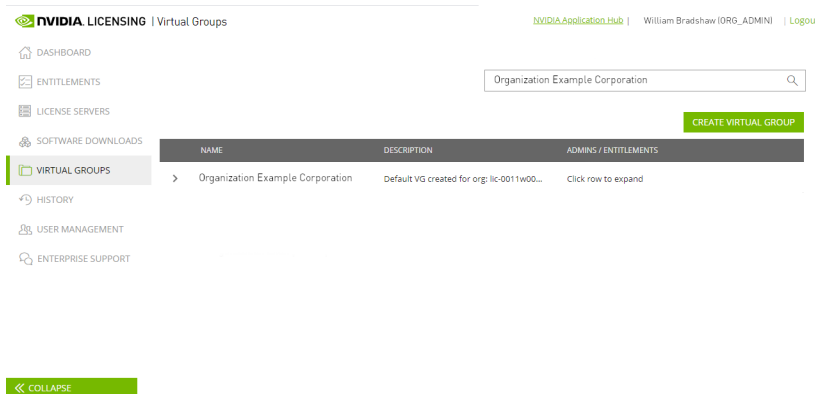 NVIDIA. LICENSING | Virtual Groups
NVIDIA Application Hub | William Bradshaw (ORG_ADMIN) | Logou
DASHBOARD
ENTITLEMENTS
Organization Example Corporation
LICENSE SERVERS
CREATE VIRTUAL GROUP
SOFTWARE DOWNLOADS
NAME DESCRIPTION ADMINS / ENTITLEMENTS
VIRTUAL GROUPS
Organization Example Corporation Default VG created for org: lic-0011w00... Click row to expand
HISTORY
USER MANAGEMENT
ENTERPRISE SUPPORT
COLLAPSE